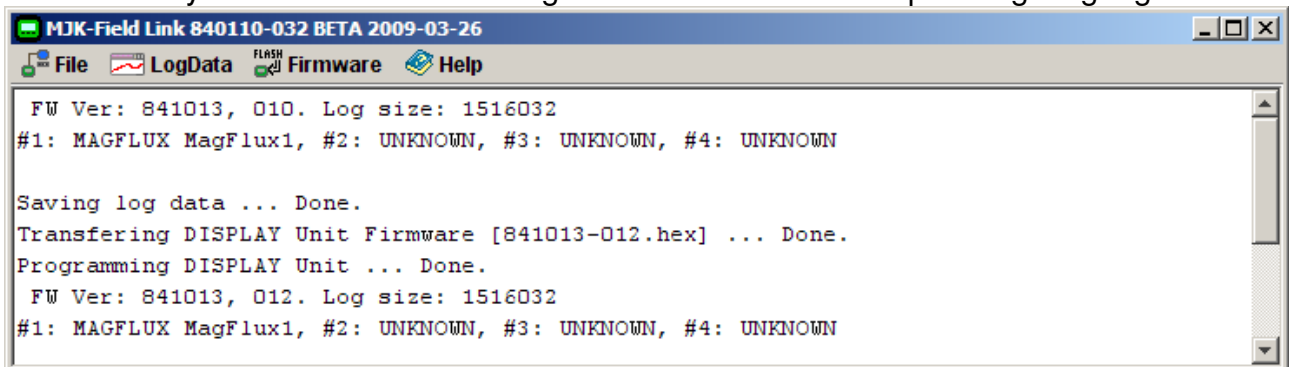 MJK-Field Link 840110-032 BETA 2009-03-26
File LogData FLASH Firmware Help
FW Ver: 841013, 010. Log size: 1516032
#1: MAGFLUX MagFlux1, #2: UNKNOWN, #3: UNKNOWN, #4: UNKNOWN
Saving log data ... Done.
Transfering DISPLAY Unit Firmware [841013-012.hex] ... Done.
Programming DISPLAY Unit ... Done.
FW Ver: 841013, 012. Log size: 1516032
#1: MAGFLUX MagFlux1, #2: UNKNOWN, #3: UNKNOWN, #4: UNKNOWN